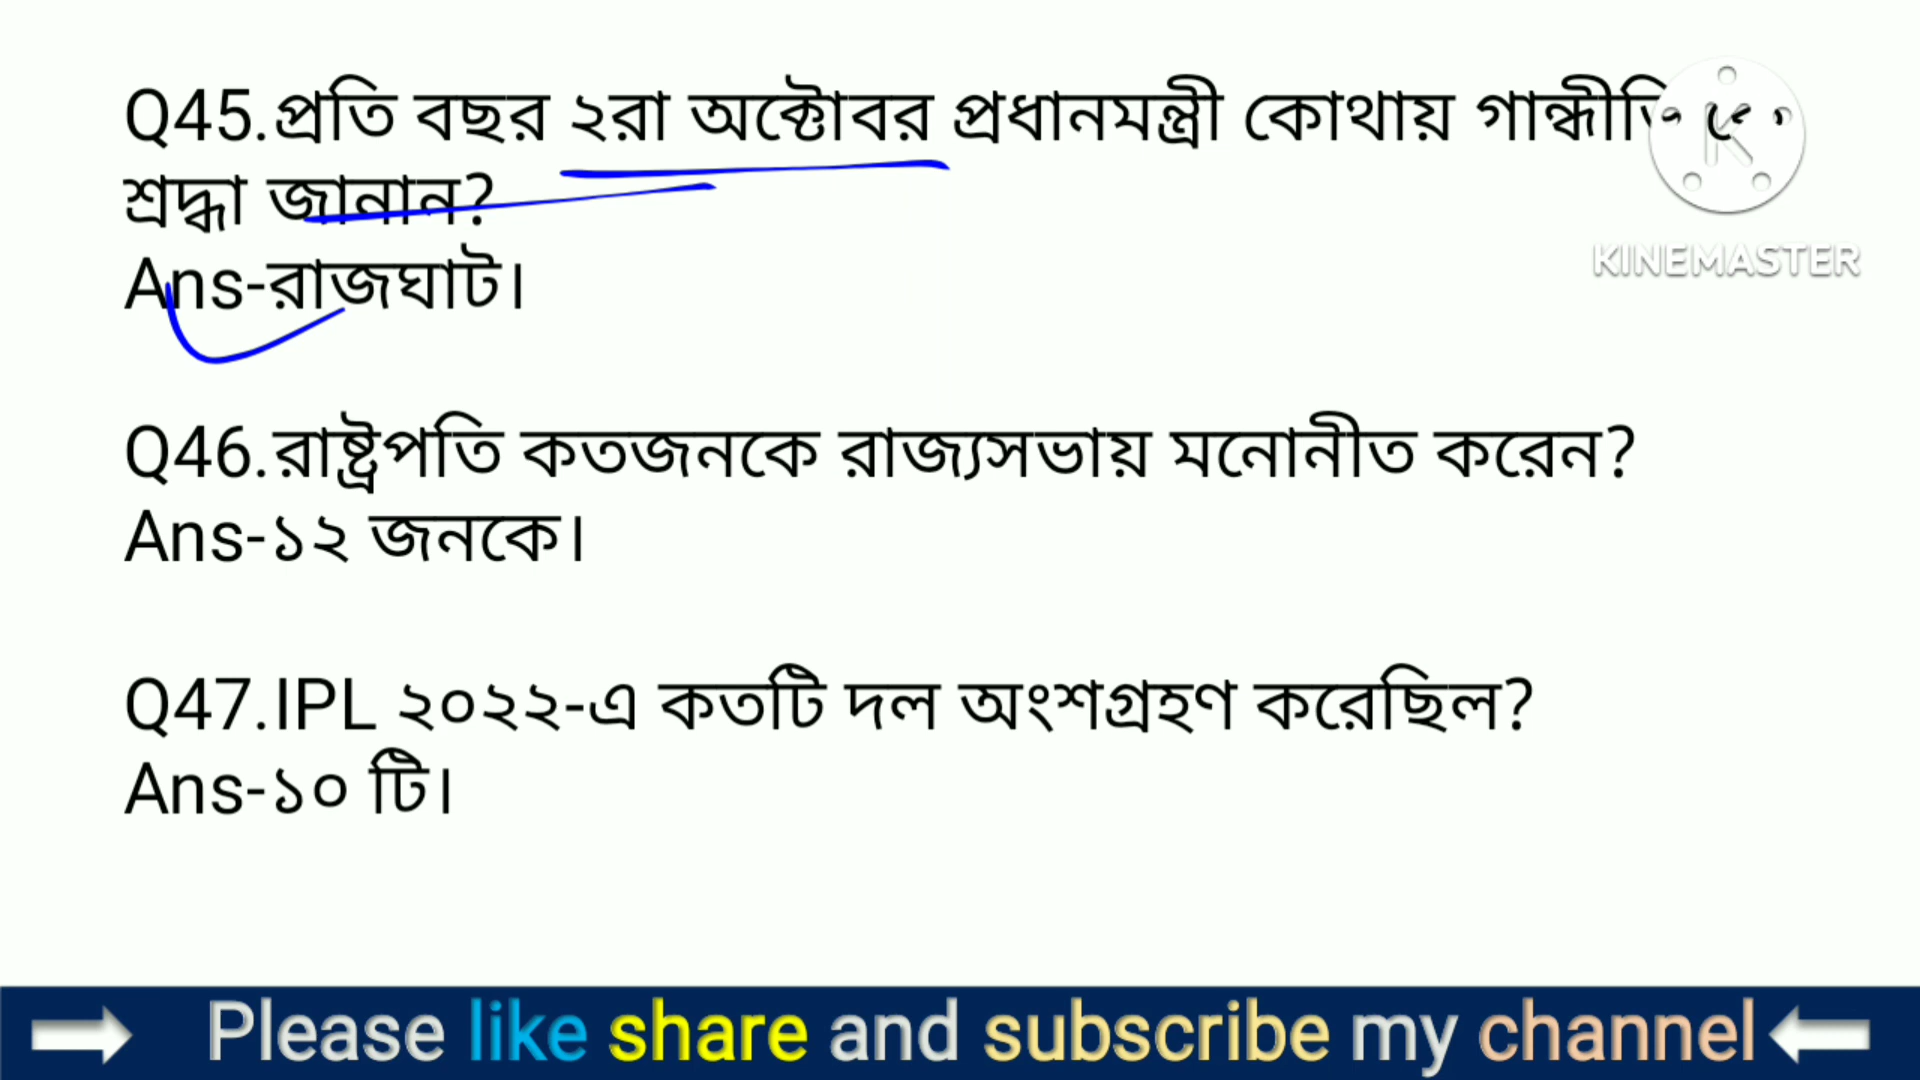 Q45.প্রতি বছর ২রা অক্টোবর প্রধানমন্ত্রী কোথায়
শ্রদ্ধা জানান?
Ans-রাজঘাট।
KINEMASTER
Q46.রাষ্ট্রপতি কতজনকে রাজ্যসভায় মনোনীত করেন?
Ans-১২ জনকে।
Q47.IPL ২০২২-এ কতটি দল অংশগ্রহণ করেছিল?
Ans-১০ টি।
Please like share and subscribe my channel